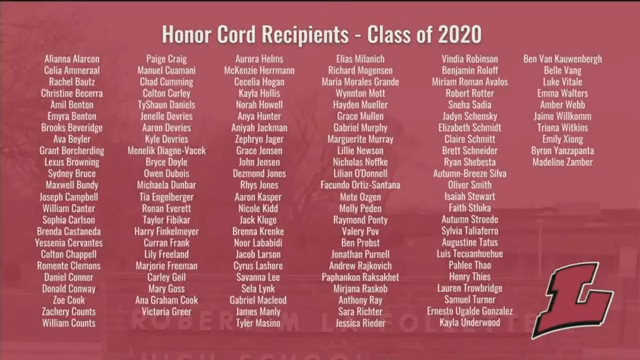 Honor Cord Recipients - Class of 2020
Alianna Alarcon
Celia Ammeraal
Rachel Bautz
Christine Becerra
Amil Benton
Emyra Benton
Brooks Beveridge
Ava Beyler
Grant Borcherding
Lexus Browning
Sydney Bruce
Maxwell Bundy
Joseph Campbell
William Canter
Sophia Carlson
Brenda Castaneda
Yessenia Cervantes
Colton Chappell
Romente Clemons
Daniel Conner
Donald Conway
Zoe Cook
Zachery Counts
William Counts
Paige Craig
Manuel Cuamani
Chad Cumming
Colton Curley
TyShaun Daniels
Jenelle Devries
Aaron Devries
Kyle Devries
Menelik Diagne-Vacek
Bryce Doyle
Owen Dubois
Michaela Dunbar
Tia Engelberger
Ronan Everett
Taylor Fibikar
Harry Finkelmeyer
Curran Frank
Lily Freeland
Marjorie Freeman
Carley Geil
Mary Goss
Ana Graham Cook
Victoria Greer
Aurora Helms
McKenzie Herrmann
Cecelia Hogan
Kayla Hollis
Norah Howell
Anya Hunter
Aniyah Jackman
Zephryn Jager
Grace Jensen
John Jensen
Dezmond Jones
Rhys Jones
Aaron Kasper
Nicole Kidd
Jack Kluge
Brenna Krenke
Noor Lababidi
Jacob Larson
Cyrus Lashore
Savanna Lee
Sela Lynk
Gabriel Macleod
James Manly
Tyler Masino
Elias Milanich
Richard Mogensen
Maria Morales Grande
Wynnton Mott
Hayden Mueller
Grace Mullen
Gabriel Murphy
Marguerite Murray
Lillie Newson
Nicholas Noffke
Lilian O'Donnell
Facundo Ortiz-Santana
Mete Ozgen
Molly Peden
Raymond Ponty
Valery Pov
Ben Probst
Jonathan Purnell
Andrew Rajkovich
Paphankon Raksakhet
Mirjana Raskob
Anthony Ray
Sara Richter
Jessica Rieder
Vindia Robinson
Benjamin Roloff
Miriam Roman Avalos
Robert Rotter
Sneha Sadia
Jadyn Schensky
Elizabeth Schmidt
Claire Schmitt
Brett Schneider
Ryan Shebesta
Autumn-Breeze Silva
Oliver Smith
Isaiah Stewart
Faith Stluka
Autumn Stroede
Sylvia Taliaferro
Augustine Tatus
Luis Tecuanhuehue
Pahlee Thao
Henry Thies
Lauren Trowbridge
Samuel Turner
Ernesto Ugalde Gonzalez
Kayla Underwood
Ben Van Kauwenbergh
Belle Vang
Luke Vitale
Emma Walters
Amber Webb
Jaime Willkomm
Triona Witkins
Emily Xiong
Byron Yanzapanta
Madeline Zamber
L
ROBERT M LA FOLLETTE
HIGH SCHOOL